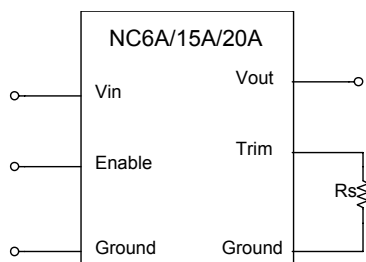 NC6A/15A/20A
Vin
Vout
Enable
Trim
Rs
Ground
Ground